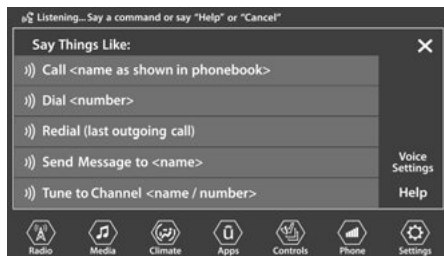 Listening...Say a command or say "Help" or "Cancel"
Say Things Like:
Call <name as shown in phonebook>
Dial <number>
Redial (last outgoing call)
Send Message to <name>
Tune to Channel <name / number>
Voice
Settings
Help
Radio Media Climate Apps Controls Phone Settings